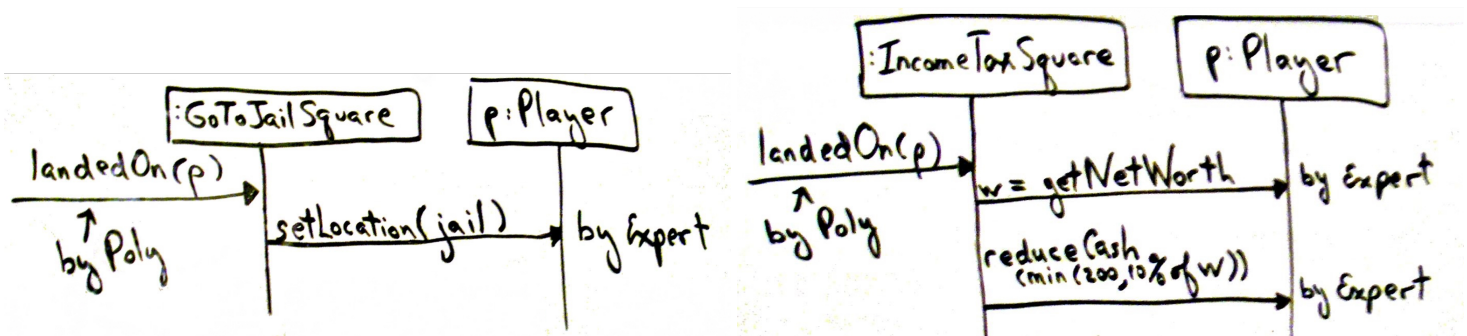 :GoToJailSquare
p:Player
landedOn(p)
by Poly
setLocation(jail)
by Expert
:IncomeTaxSquare
p:Player
landedOn(p)
by Poly
w = getNetWorth
by Expert
reduceCash
(min(200,10% of w))
by Expert